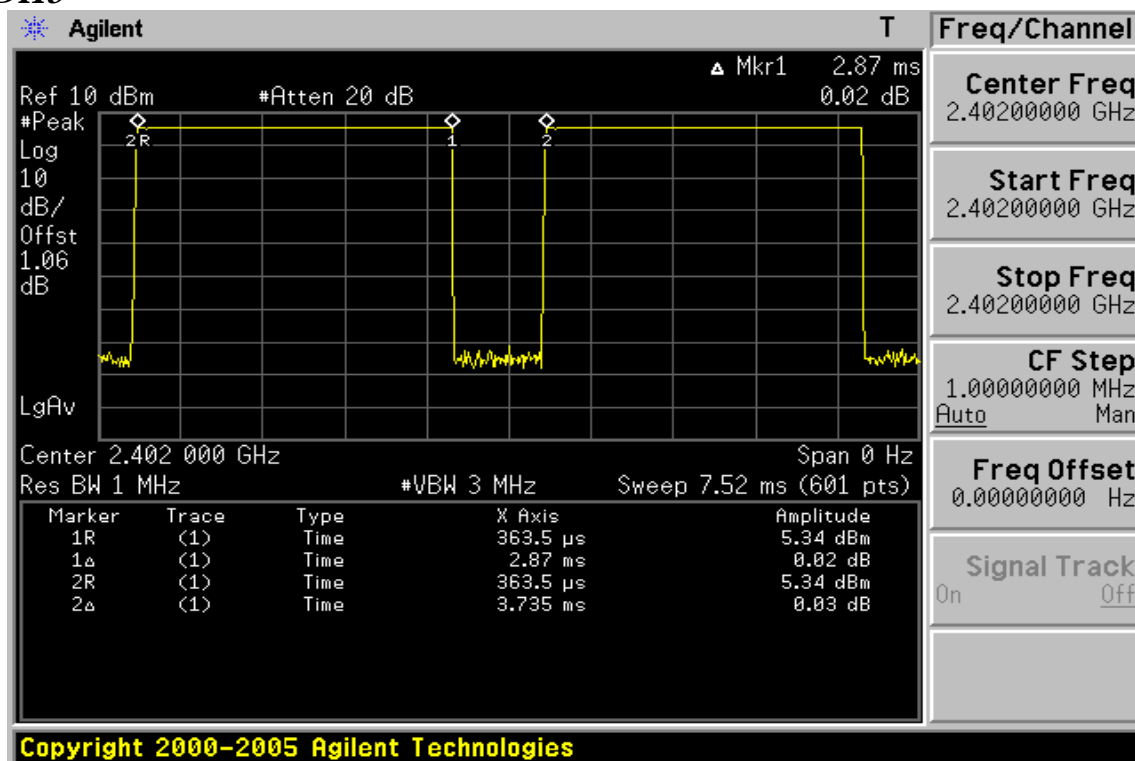 Agilent T
Freq/Channel
Δ Mkr1 2.87 ms
Ref 10 dBm #Atten 20 dB 0.02 dB
#Peak
Log
10
dB/
Offst
1.06
dB
LgAv
2R
1
2
Center 2.402 000 GHz Span 0 Hz
Res BW 1 MHz #VBW 3 MHz Sweep 7.52 ms (601 pts)
Marker Trace Type X Axis Amplitude
1R (1) Time 363.5 µs 5.34 dBm
1Δ (1) Time 2.87 ms 0.02 dB
2R (1) Time 363.5 µs 5.34 dBm
2Δ (1) Time 3.735 ms 0.03 dB
Center Freq
2.40200000 GHz
Start Freq
2.40200000 GHz
Stop Freq
2.40200000 GHz
CF Step
1.00000000 MHz
Auto Man
Freq Offset
0.00000000 Hz
Signal Track
On Off
Copyright 2000-2005 Agilent Technologies